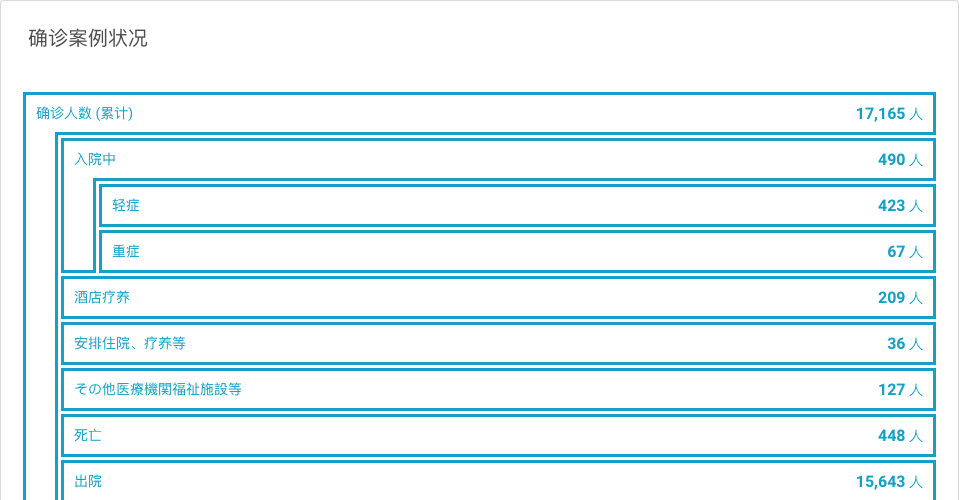 确诊案例状况
确诊人数 (累计) 17,165 人
入院中 490 人
轻症 423 人
重症 67 人
酒店疗养 209 人
安排住院、疗养等 36 人
その他医療機関福祉施設等 127 人
死亡 448 人
出院 15,643 人